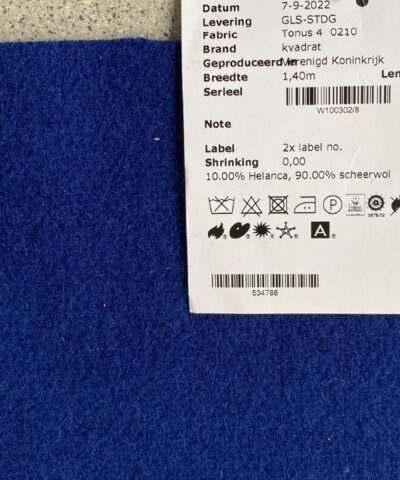 Datum 7-9-2022
Levering GLS-STDG
Fabric Tonus 4 0210
Brand kvadrat
Geproduceerd in Verenigd Koninkrijk
Breedte 1,40m Len
Serieel
W100302/8
Note
Label 2x label no.
Shrinking 0,00
10.00% Helanca, 90.00% scheerwol
P
A
534788